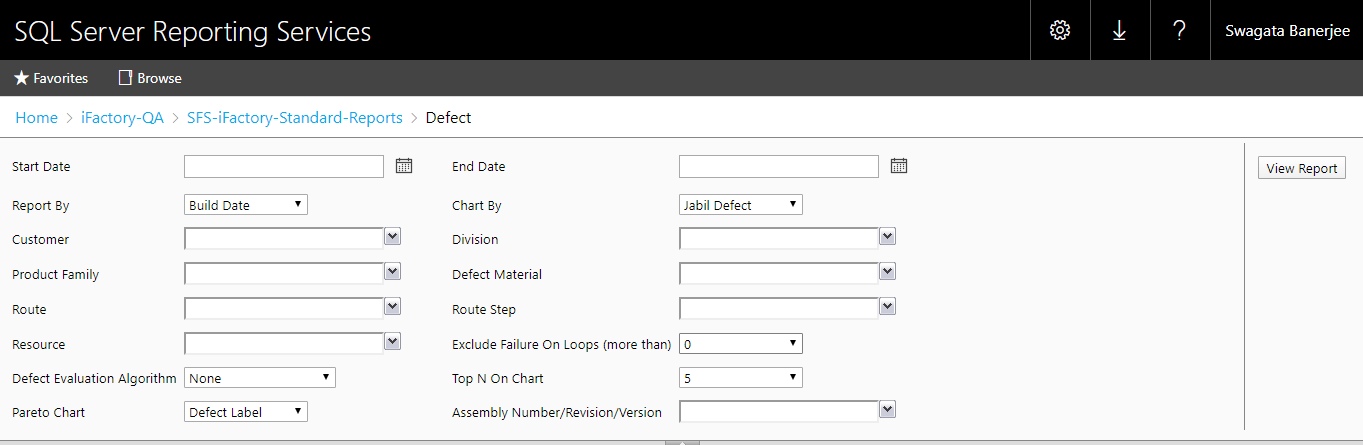 SQL Server Reporting Services
? Swagata Banerjee
Favorites Browse
Home > iFactory-QA > SFS-iFactory-Standard-Reports > Defect
Start Date End Date View Report
Report By Build Date Chart By Jabil Defect
Customer Division
Product Family Defect Material
Route Route Step
Resource Exclude Failure On Loops (more than) 0
Defect Evaluation Algorithm None Top N On Chart 5
Pareto Chart Defect Label Assembly Number/Revision/Version